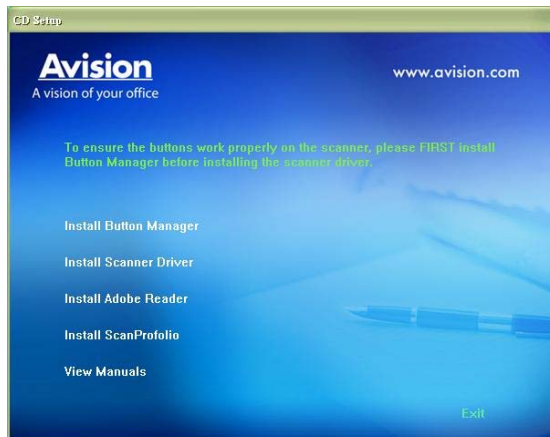 CD Setup
Avision
A vision of your office
www.avision.com
To ensure the buttons work properly on the scanner, please FIRST install
Button Manager before installing the scanner driver.
Install Button Manager
Install Scanner Driver
Install Adobe Reader
Install ScanProfolio
View Manuals
Exit